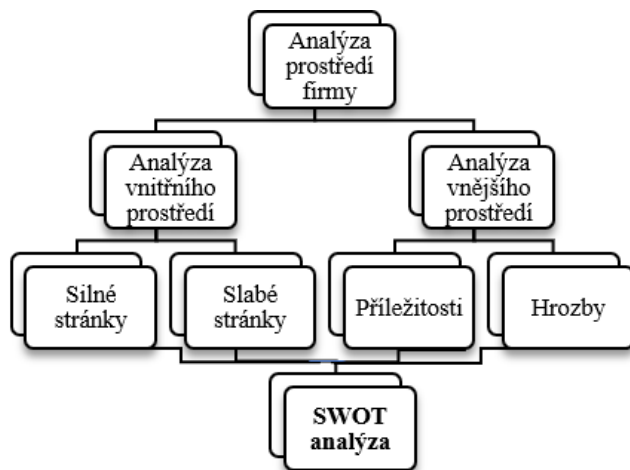 Analýza
prostředí
firmy
Analýza
vnitřního
prostředí
Analýza
vnějšího
prostředí
Silné
stránky
Slabé
stránky
Příležitosti
Hrozby
SWOT
analýza